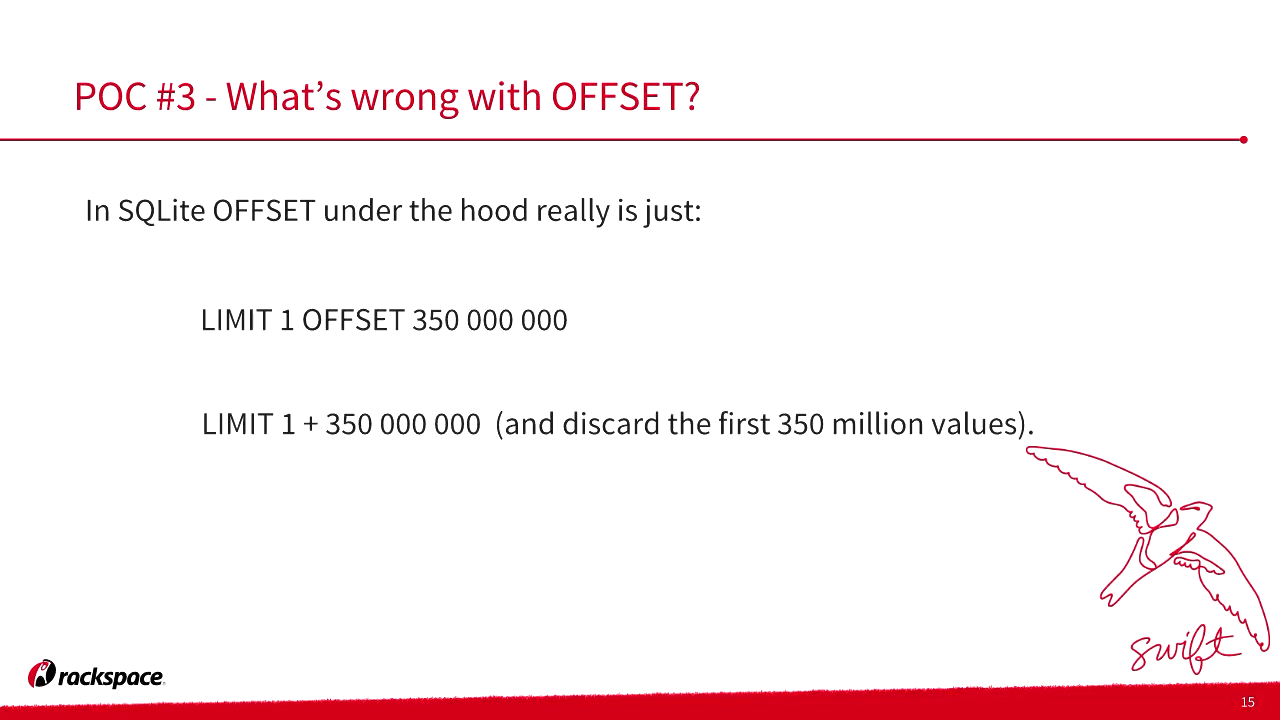 POC #3 - What’s wrong with OFFSET?
In SQLite OFFSET under the hood really is just:
LIMIT 1 OFFSET 350 000 000
LIMIT 1 + 350 000 000 (and discard the first 350 million values).
swift
rackspace
15